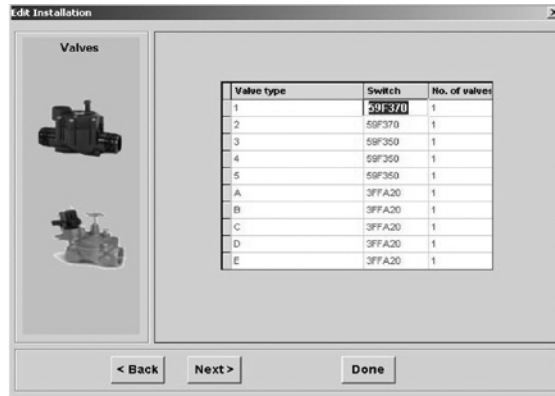 Edit Installation
Valves
Valve type Switch No. of valves
1 59F370 1
2 59F370 1
3 59F350 1
4 59F350 1
5 59F350 1
A 3FFA20 1
B 3FFA20 1
C 3FFA20 1
D 3FFA20 1
E 3FFA20 1
< Back Next > Done